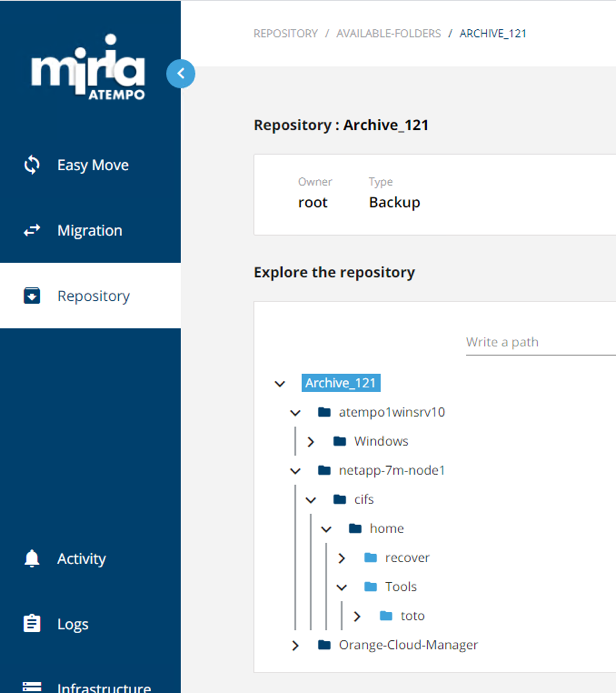 REPOSITORY / AVAILABLE-FOLDERS / ARCHIVE_121
miria
ATEMPO
Repository : Archive_121
Easy Move
Owner Type
root Backup
Migration
Explore the repository
Repository
Write a path
Archive_121
atempo1winsrv10
Windows
netapp-7m-node1
cifs
home
Activity
recover
Tools
Logs
toto
Orange-Cloud-Manager
Infrastructure